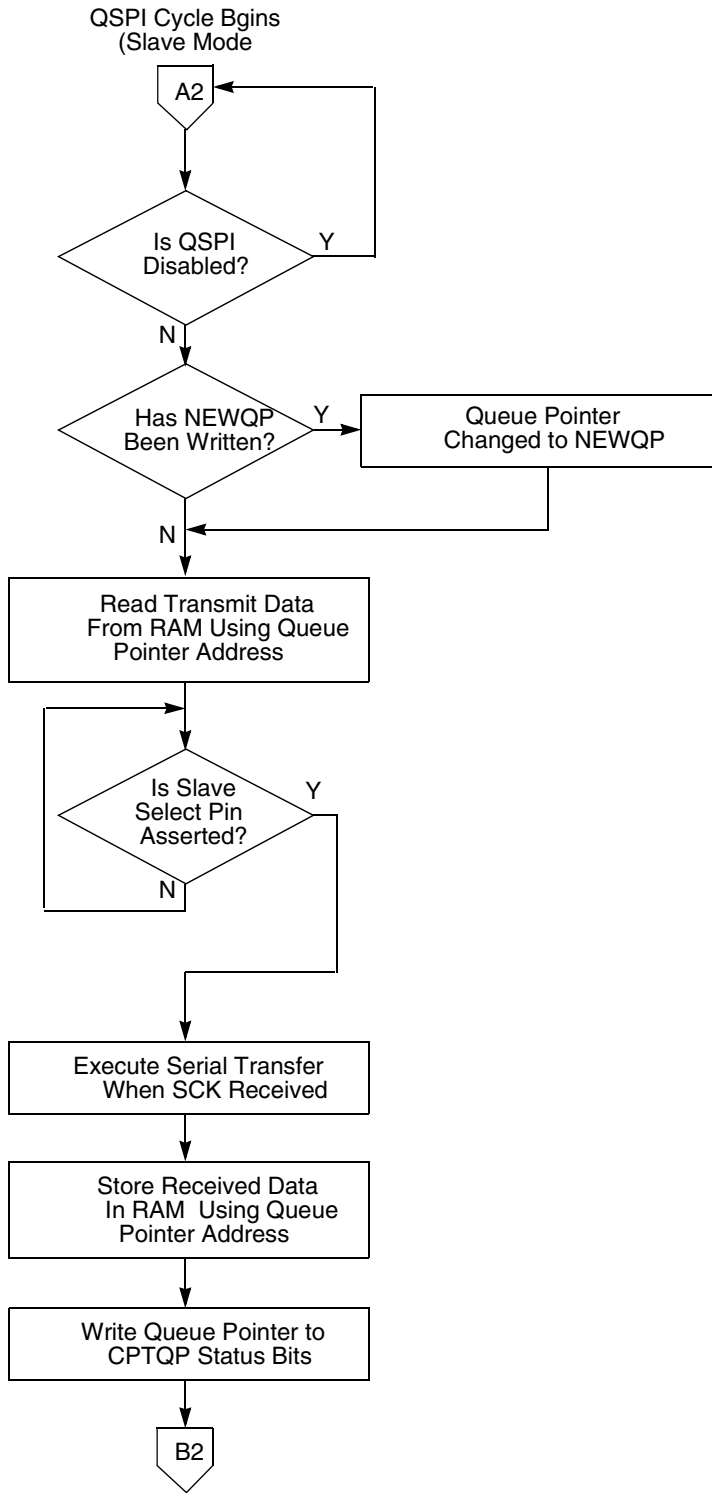 QSPI Cycle Bgins
(Slave Mode
A2
Is QSPI
Disabled?
Y
N
Has NEWQP
Been Written?
Y
Queue Pointer
Changed to NEWQP
N
Read Transmit Data
From RAM Using Queue
Pointer Address
Is Slave
Select Pin
Asserted?
Y
N
Execute Serial Transfer
When SCK Received
Store Received Data
In RAM Using Queue
Pointer Address
Write Queue Pointer to
CPTQP Status Bits
B2